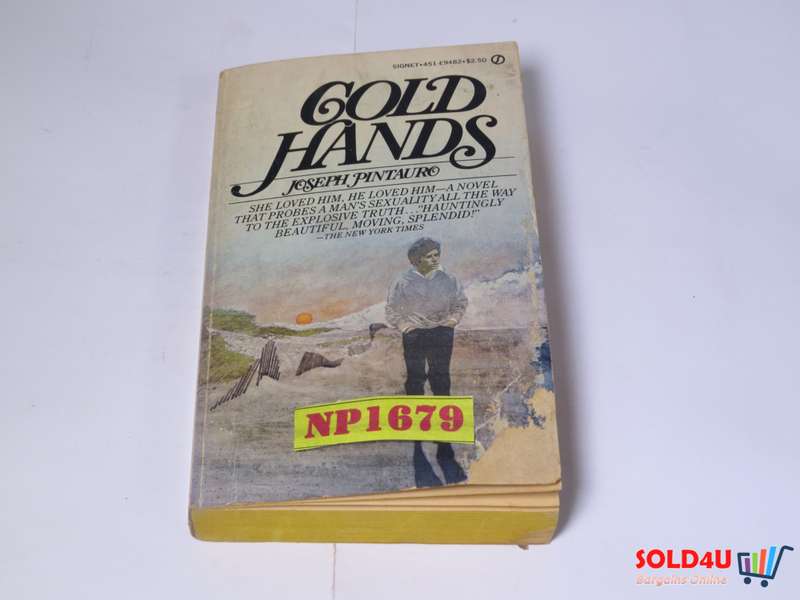 SIGNET • 451-E9482 • $2.50
COLD
HANDS
JOSEPH PINTAURO
SHE LOVED HIM, HE LOVED HIM—A NOVEL
THAT PROBES A MAN'S SEXUALITY ALL THE WAY
TO THE EXPLOSIVE TRUTH... "HAUNTINGLY
BEAUTIFUL, MOVING, SPLENDID!"
—THE NEW YORK TIMES
NP1679
SOLD4U
Bargains Online